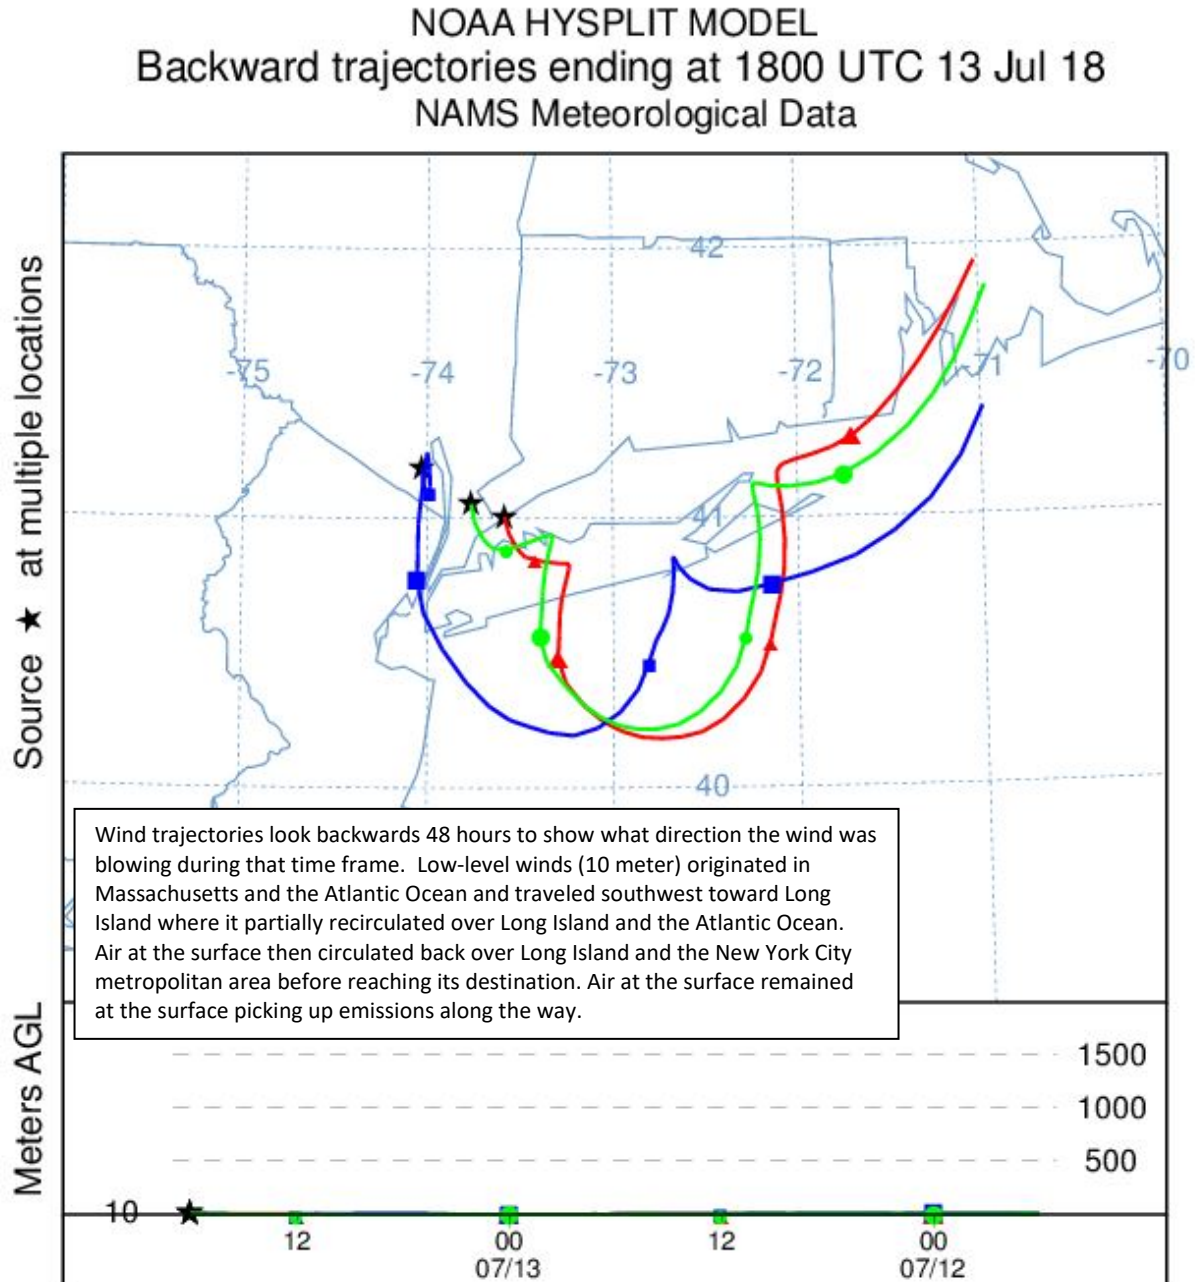 NOAA HYSPLIT MODEL
Backward trajectories ending at 1800 UTC 13 Jul 18
NAMS Meteorological Data
Source ★ at multiple locations
42
-75
-74
-73
-72
-71
-70
41
40
Wind trajectories look backwards 48 hours to show what direction the wind was
blowing during that time frame. Low-level winds (10 meter) originated in
Massachusetts and the Atlantic Ocean and traveled southwest toward Long
Island where it partially recirculated over Long Island and the Atlantic Ocean.
Air at the surface then circulated back over Long Island and the New York City
metropolitan area before reaching its destination. Air at the surface remained
at the surface picking up emissions along the way.
Meters AGL
1500
1000
500
10
12
00
12
00
07/13
07/12